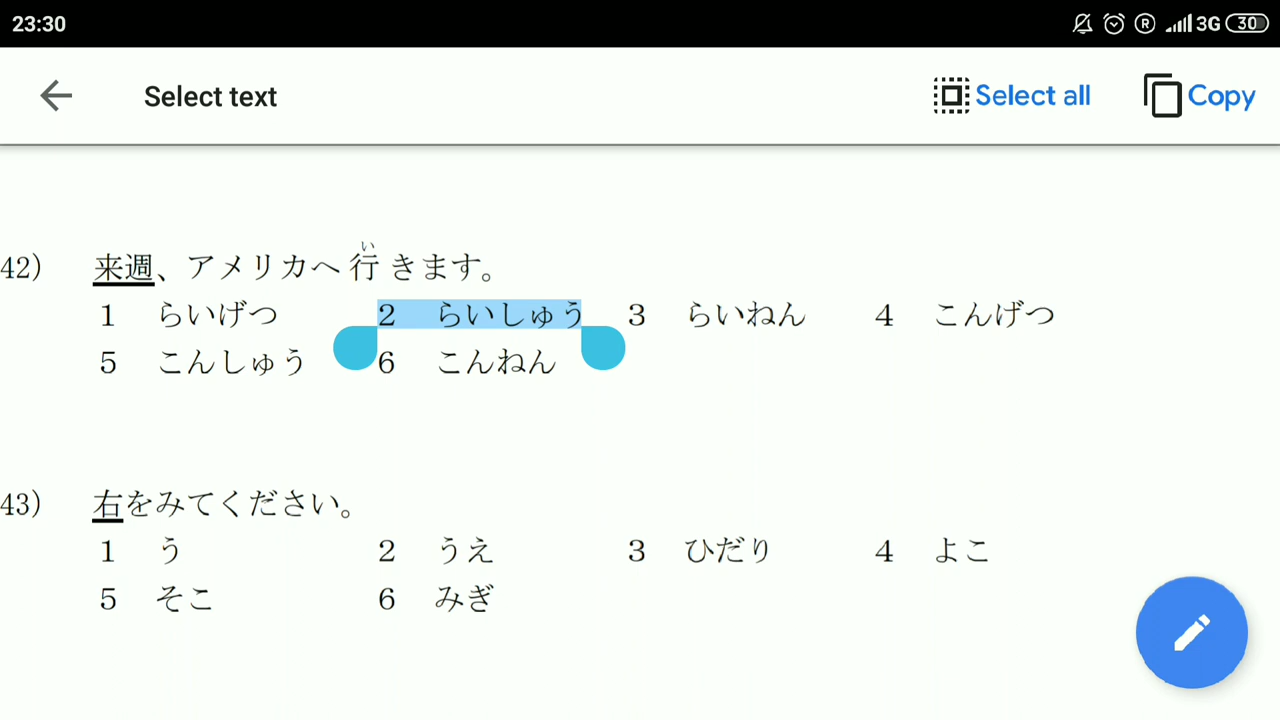 23:30 R 3G 30
Select text Select all Copy
い
42) 来週、アメリカへ行きます。
1 らいげつ 2 らいしゅう 3 らいねん 4 こんげつ
5 こんしゅう 6 こんねん
43) 右をみてください。
1 う 2 うえ 3 ひだり 4 よこ
5 そこ 6 みぎ